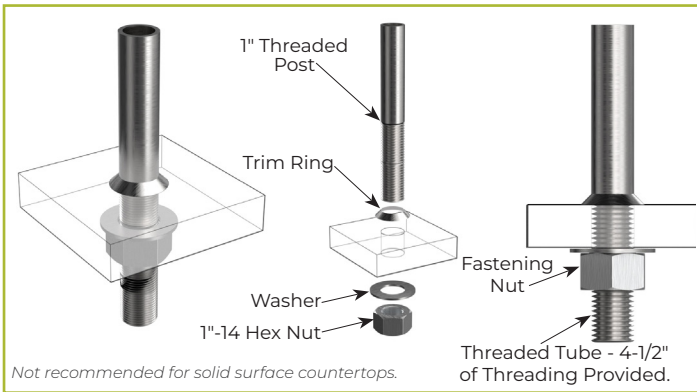 1" Threaded
Post
Trim Ring
Washer
1"-14 Hex Nut
Fastening
Nut
Threaded Tube - 4-1/2"
of Threading Provided.
Not recommended for solid surface countertops.